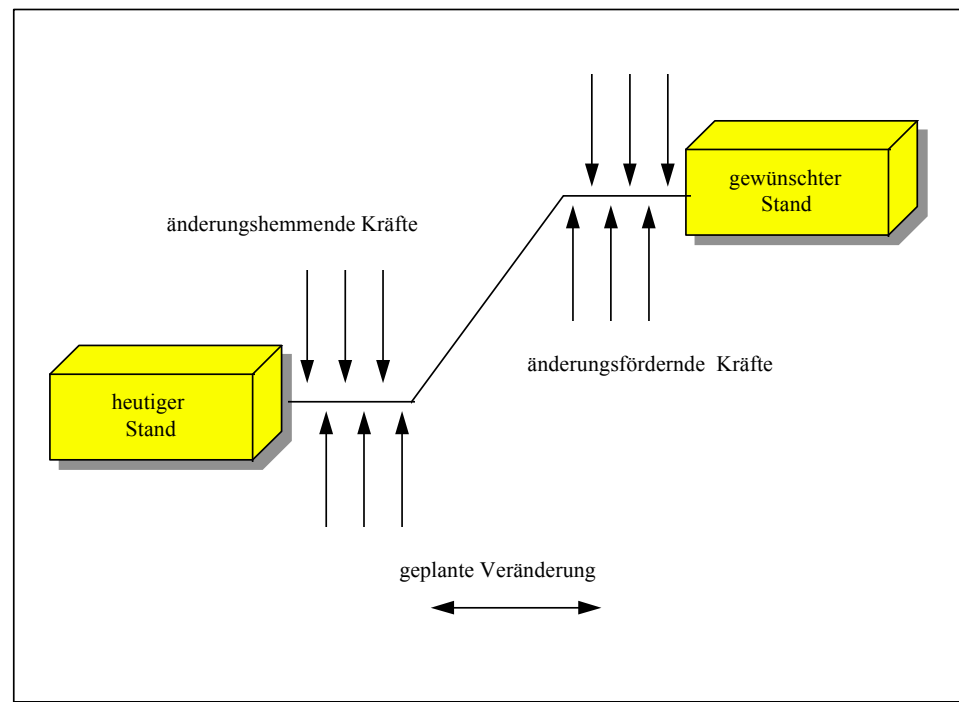 gewünschter
Stand
änderungshemmende Kräfte
änderungsfördernde Kräfte
heutiger
Stand
geplante Veränderung